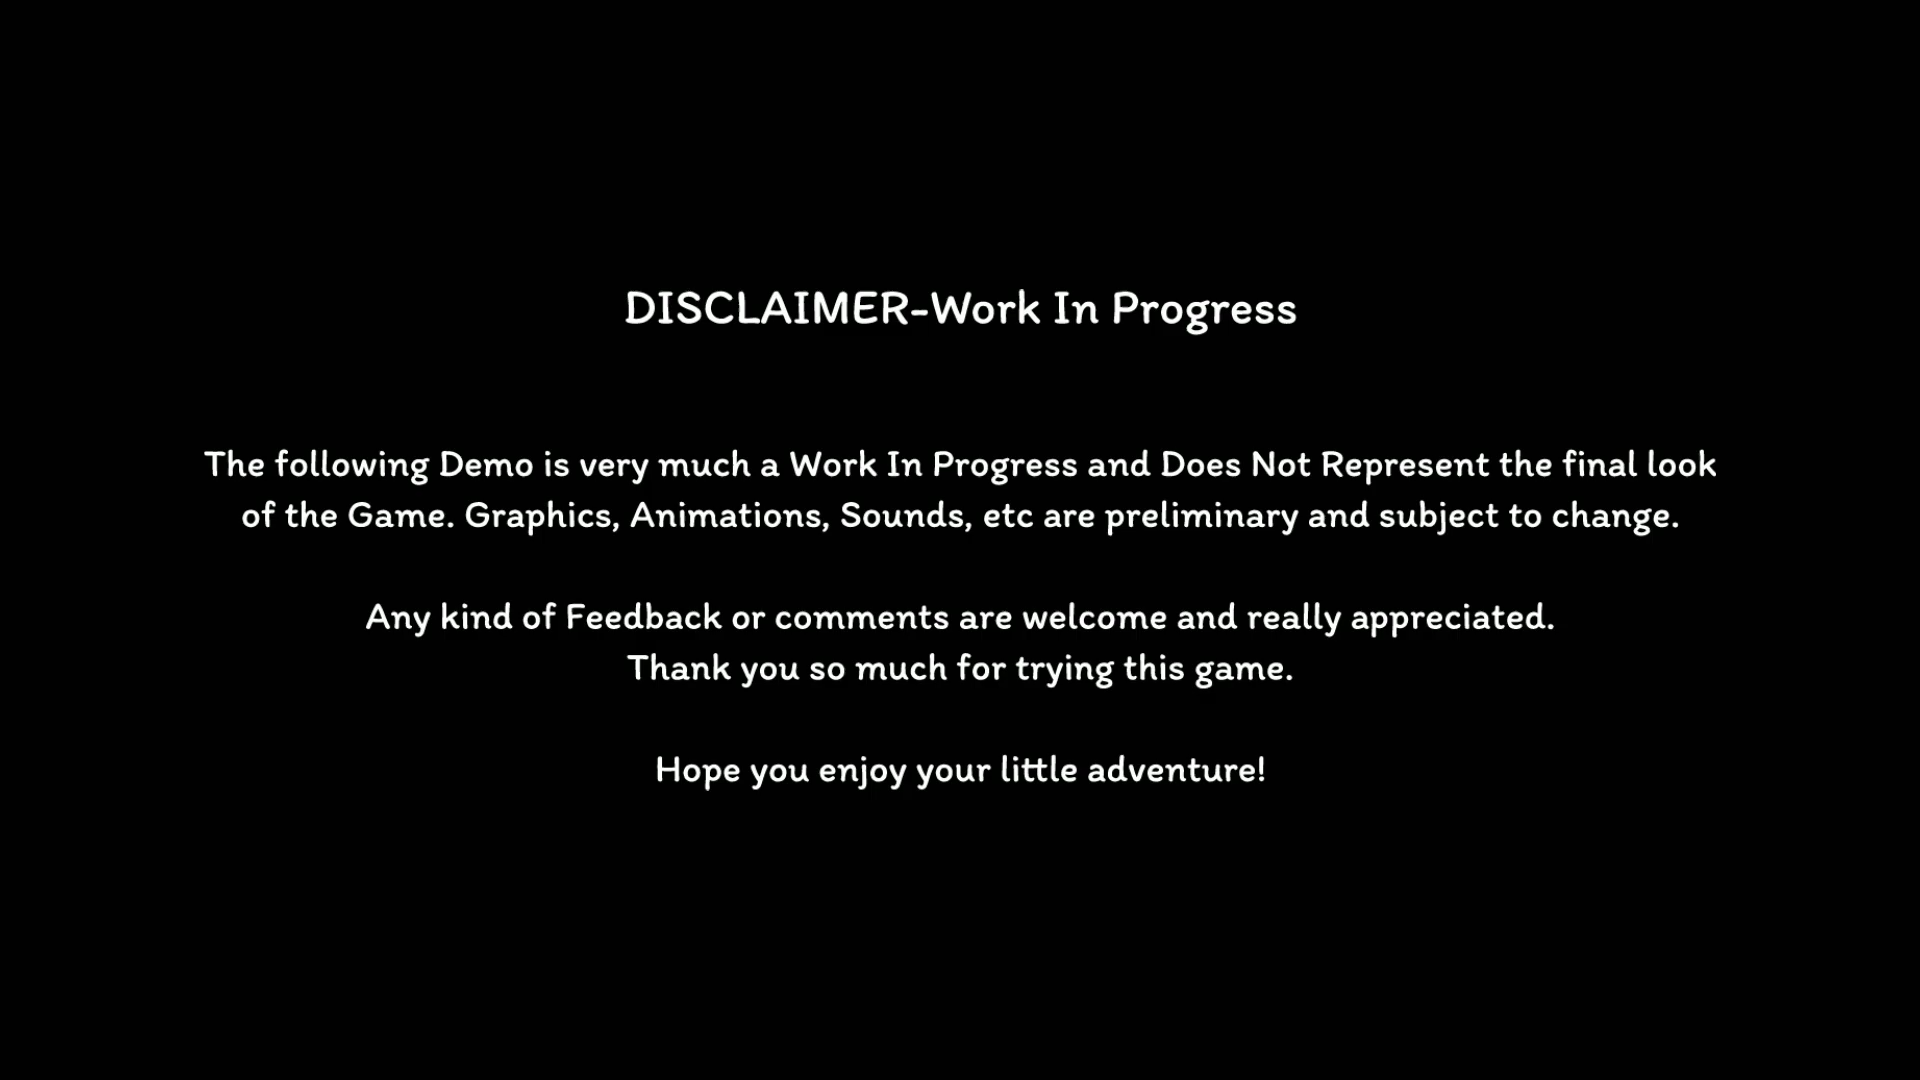 DISCLAIMER-Work In Progress
The following Demo is very much a Work In Progress and Does Not Represent the final look
of the Game. Graphics, Animations, Sounds, etc are preliminary and subject to change.
Any kind of Feedback or comments are welcome and really appreciated.
Thank you so much for trying this game.
Hope you enjoy your little adventure!